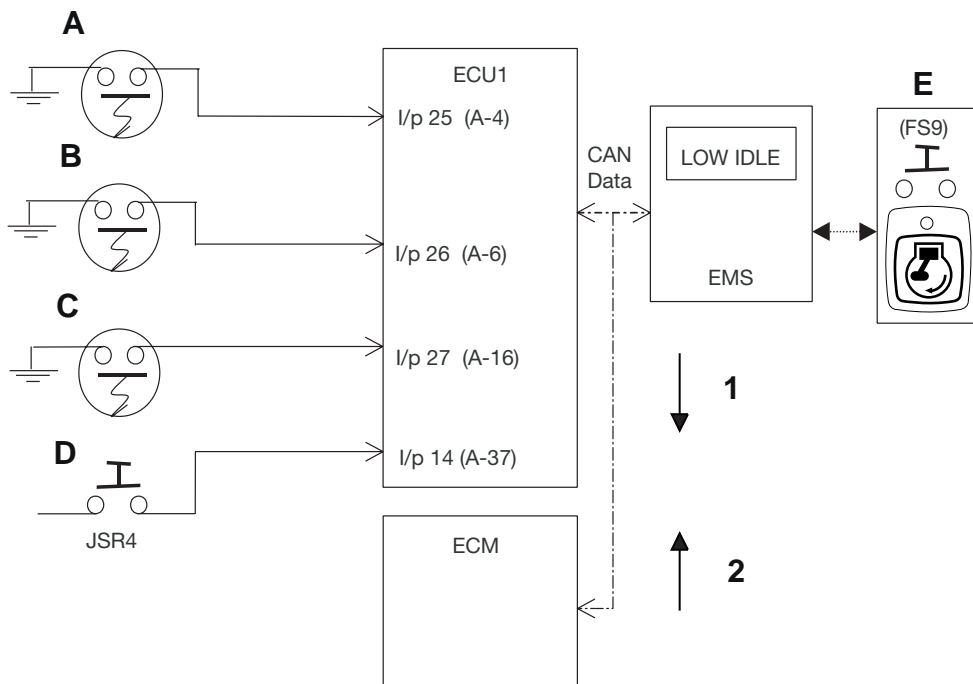 A
B
C
D
JSR4
ECU1
I/p 25 (A-4)
I/p 26 (A-6)
I/p 27 (A-16)
I/p 14 (A-37)
ECM
CAN
Data
LOW IDLE
EMS
E
(FS9)
1
2